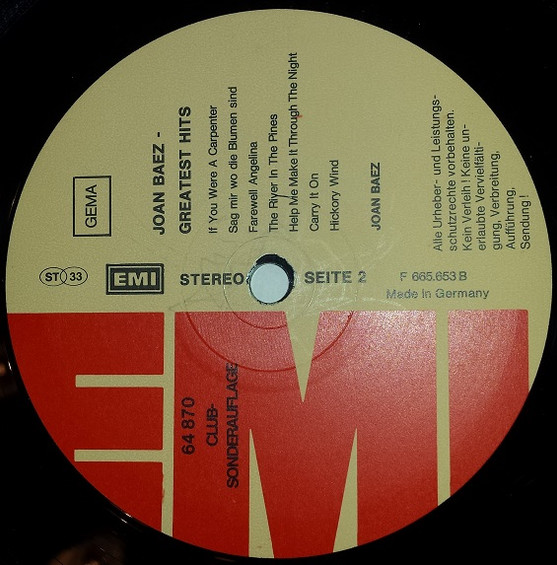 GEMA
JOAN BAEZ -
GREATEST HITS
If You Were A Carpenter
Sag mir wo die Blumen sind
Farewell Angelina
The River In The Pines
Help Me Make It Through The Night
Carry It On
Hickory Wind
JOAN BAEZ
Alle Urheber- und Leistungs-
schutzrechte vorbehalten.
Kein Verleih! Keine un-
erlaubte Vervielfälti-
gung, Verbreitung,
Aufführung,
Sendung!
ST 33
EMI
STEREO
SEITE 2
F 665.653 B
Made in Germany
64 870
CLUB-
SONDERAUFLAGE
EMI